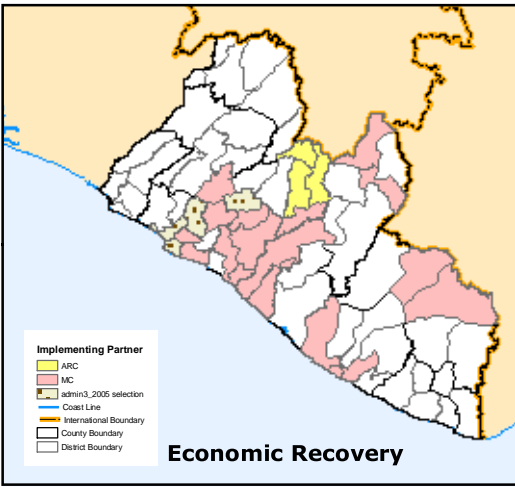 Implementing Partner
ARC
MC
admin3_2005 selection
Coast Line
International Boundary
County Boundary
District Boundary
Economic Recovery